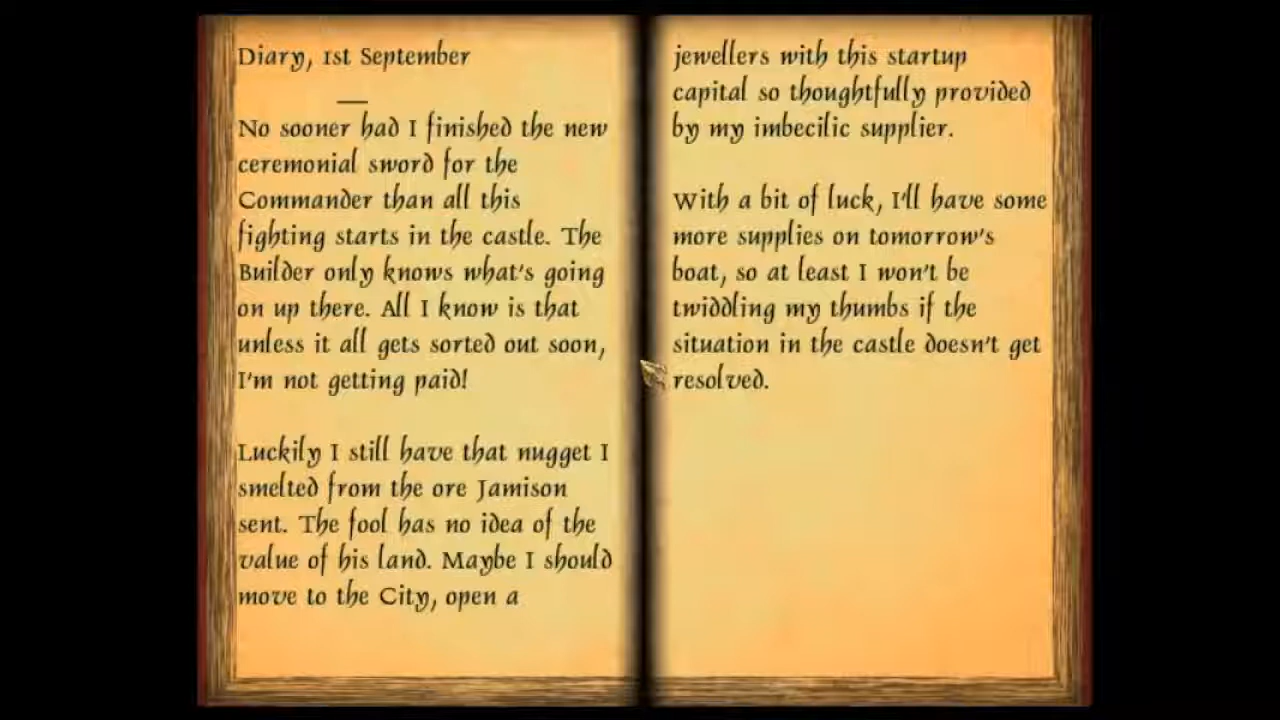 Diary, 1st September
__
No sooner had I finished the new
ceremonial sword for the
Commander than all this
fighting starts in the castle. The
Builder only knows what's going
on up there. All I know is that
unless it all gets sorted out soon,
I'm not getting paid!
Luckily I still have that nugget I
smelted from the ore Jamison
sent. The fool has no idea of the
value of his land. Maybe I should
move to the City, open a
jewellers with this startup
capital so thoughtfully provided
by my imbecilic supplier.
With a bit of luck, I'll have some
more supplies on tomorrow's
boat, so at least I won't be
twiddling my thumbs if the
situation in the castle doesn't get
resolved.